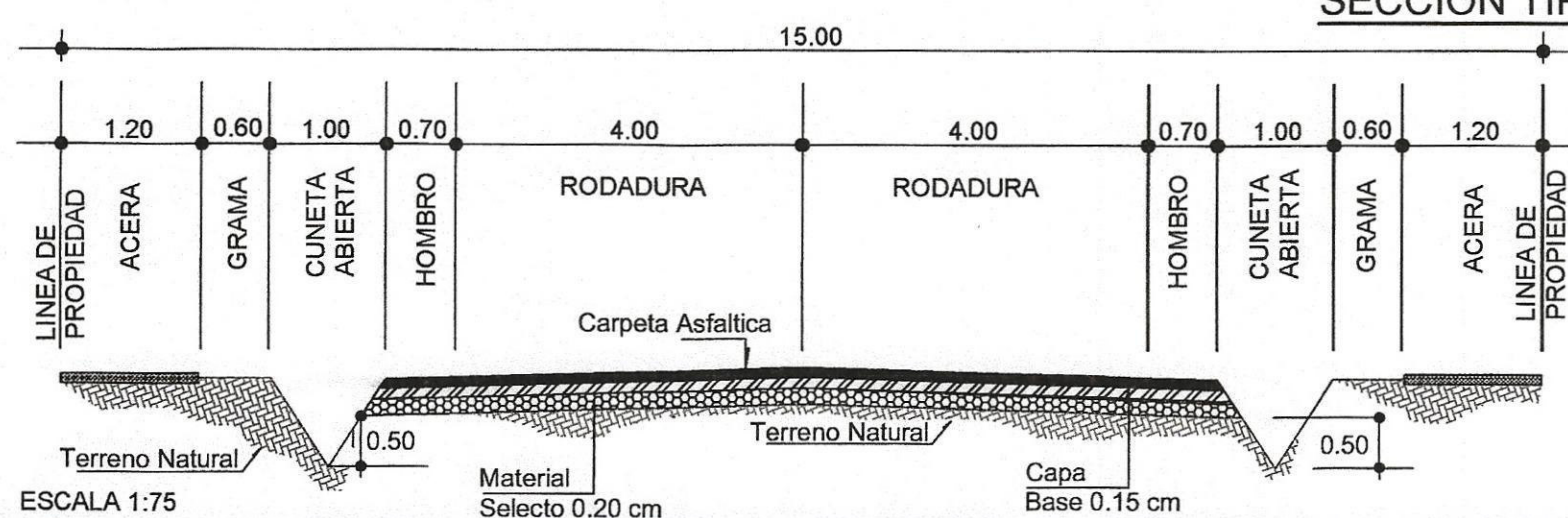 SECCION
15.00
1.20 0.60 1.00 0.70 4.00 4.00 0.70 1.00 0.60 1.20
LINEA DE
PROPIEDAD
ACERA
GRAMA
CUNETA
ABIERTA
HOMBRO
RODADURA
RODADURA
HOMBRO
CUNETA
ABIERTA
GRAMA
ACERA
LINEA DE
PROPIEDAD
Carpeta Asfaltica
0.50
Terreno Natural
Terreno Natural
0.50
Material
Selecto 0.20 cm
Capa
Base 0.15 cm
ESCALA 1:75